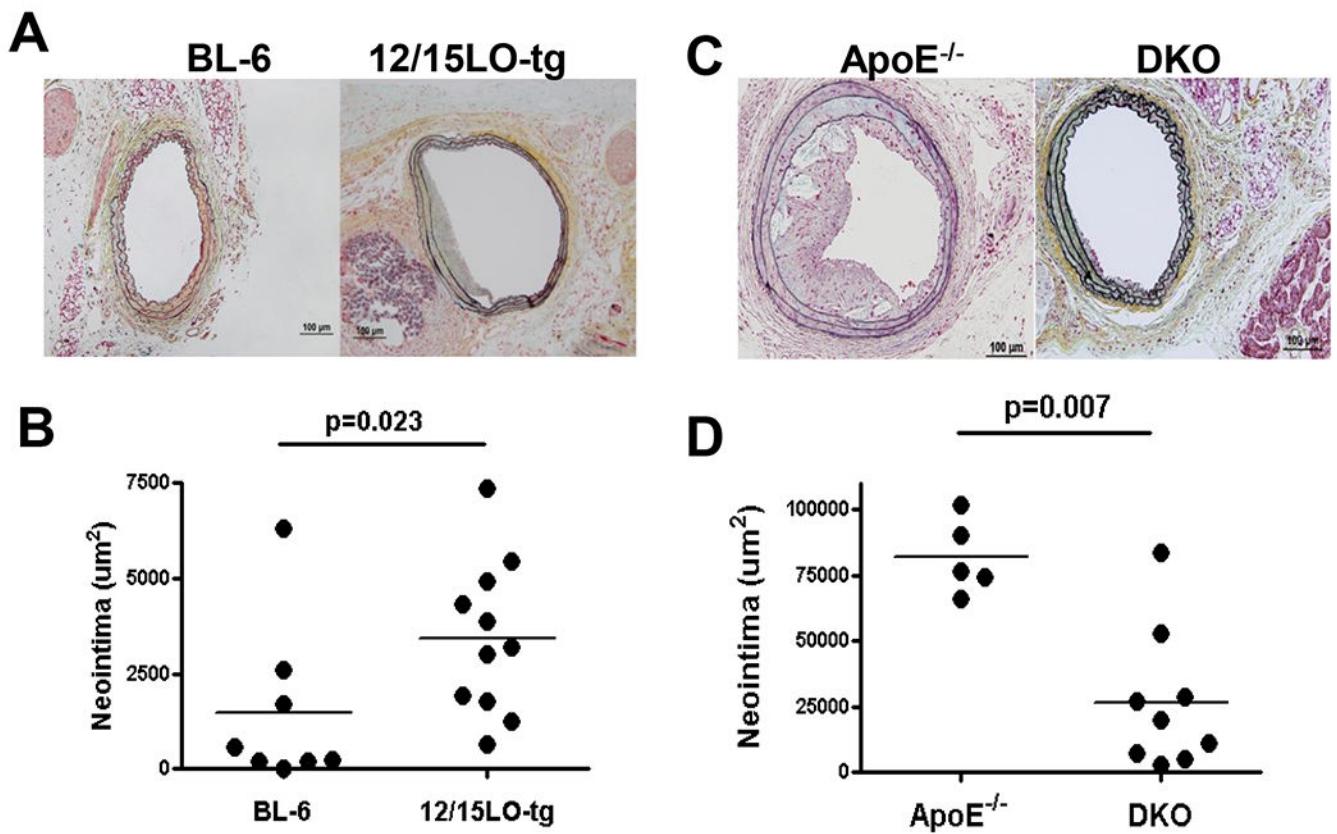 A
BL-6
12/15LO-tg
100 µm
100 µm
C
ApoE-/-
DKO
100 µm
100 µm
B
p=0.023
Neointima (um2)
7500
5000
2500
0
BL-6
12/15LO-tg
D
p=0.007
Neointima (um2)
100000
75000
50000
25000
0
ApoE-/-
DKO